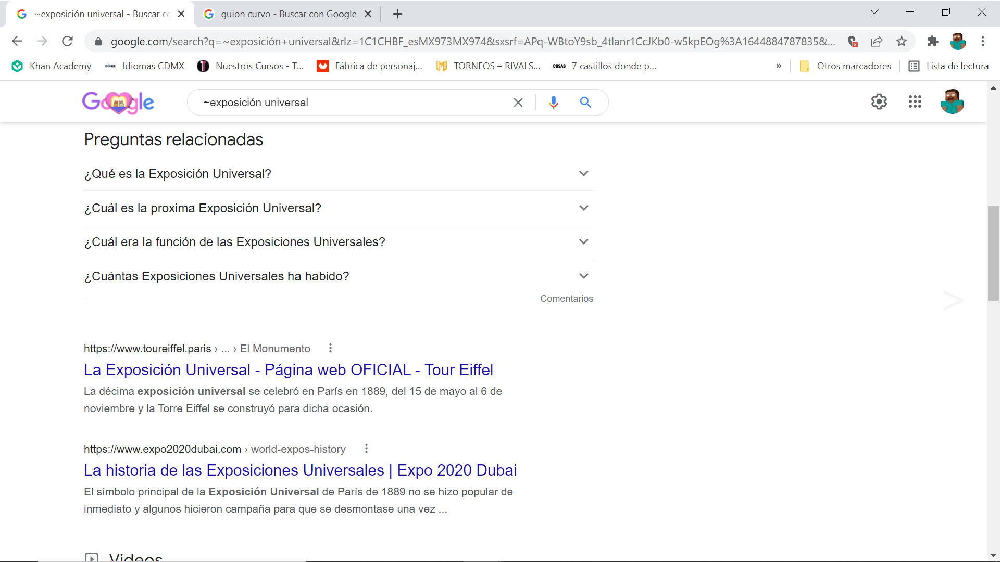 ~exposición universal - Buscar co
guion curvo - Buscar con Google
google.com/search?q=~exposición+universal&rlz=1C1CHBF_esMX973MX974&sxsrf=APq-WBtoY9sb_4tlanr1CcJKb0-w5kpEOg%3A1644884787835&...
Khan Academy
Idiomas CDMX
Nuestros Cursos - T...
Fábrica de personaj...
TORNEOS – RIVALS...
COSAS
7 castillos donde p...
»
Otros marcadores
Lista de lectura
Google
~exposición universal
Preguntas relacionadas
¿Qué es la Exposición Universal?
¿Cuál es la proxima Exposición Universal?
¿Cuál era la función de las Exposiciones Universales?
¿Cuántas Exposiciones Universales ha habido?
Comentarios
https://www.toureiffel.paris › ... › El Monumento
La Exposición Universal - Página web OFICIAL - Tour Eiffel
La décima exposición universal se celebró en París en 1889, del 15 de mayo al 6 de
noviembre y la Torre Eiffel se construyó para dicha ocasión.
https://www.expo2020dubai.com › world-expos-history
La historia de las Exposiciones Universales | Expo 2020 Dubai
El símbolo principal de la Exposición Universal de París de 1889 no se hizo popular de
inmediato y algunos hicieron campaña para que se desmontase una vez ...
Videos